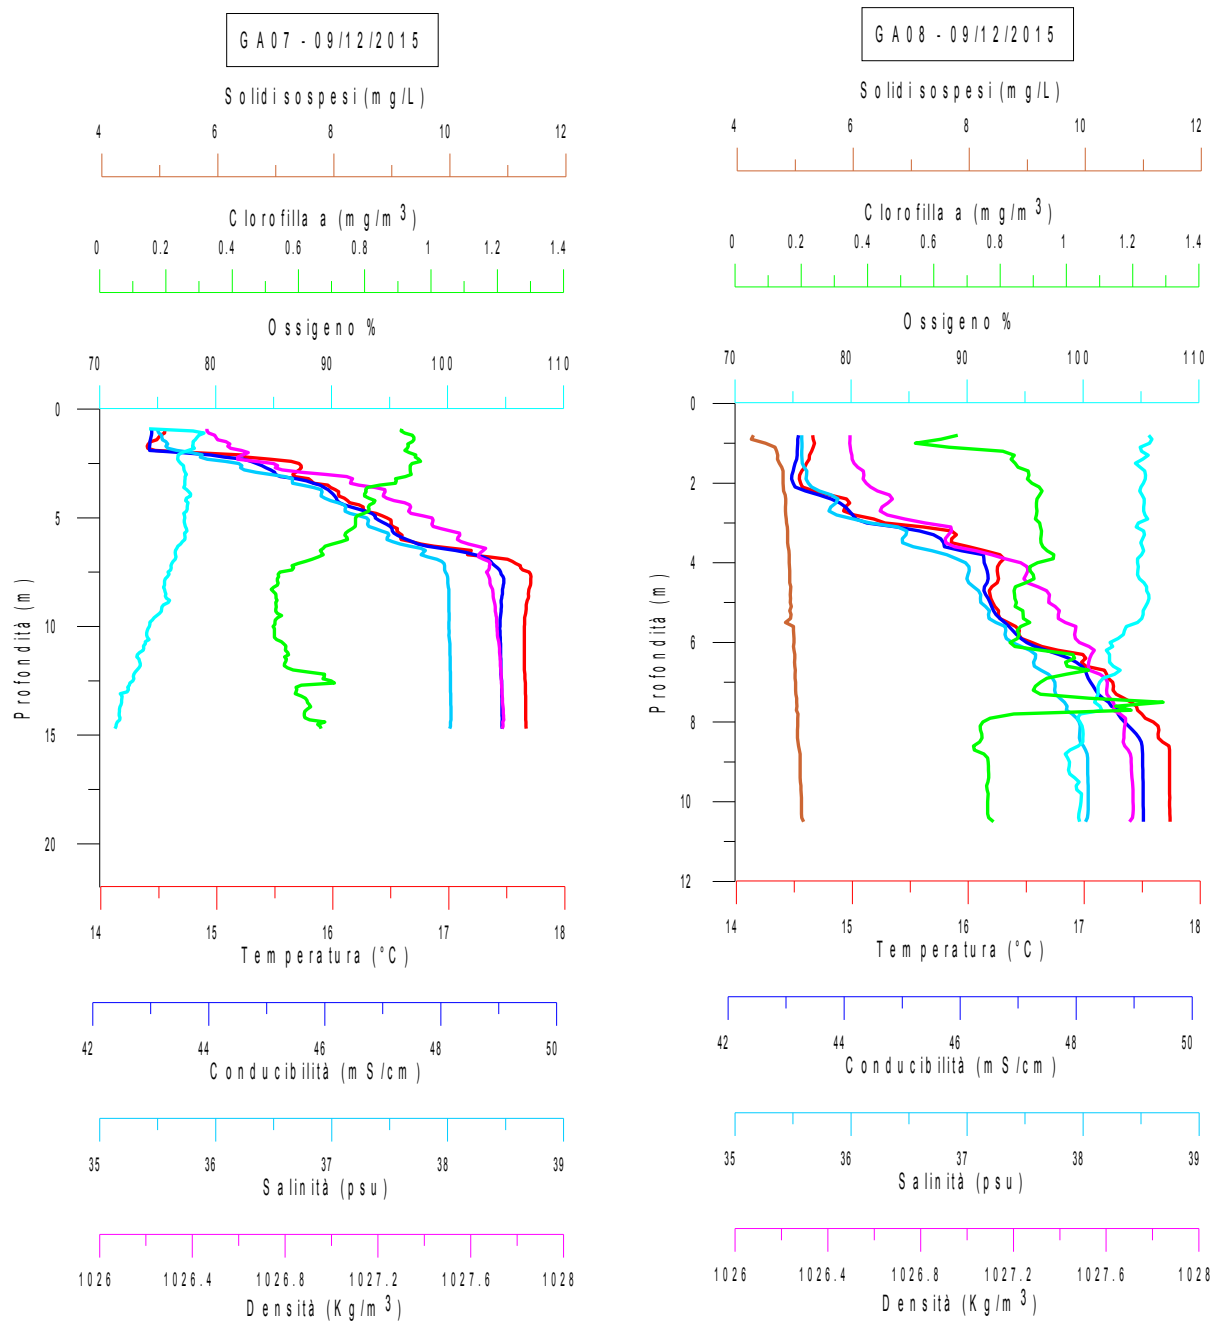 GA07 - 09/12/2015
Solidi sospesi (mg/L)
4 6 8 10 12
Clorofilla a (mg/m3)
0 0.2 0.4 0.6 0.8 1 1.2 1.4
Ossigeno %
70 80 90 100 110
0
5
10
15
20
Profondità (m)
14 15 16 17 18
Temperatura (°C)
42 44 46 48 50
Conducibilità (mS/cm)
35 36 37 38 39
Salinità (psu)
1026 1026.4 1026.8 1027.2 1027.6 1028
Densità (Kg/m3)
GA08 - 09/12/2015
Solidi sospesi (mg/L)
4 6 8 10 12
Clorofilla a (mg/m3)
0 0.2 0.4 0.6 0.8 1 1.2 1.4
Ossigeno %
70 80 90 100 110
0
2
4
6
8
10
12
Profondità (m)
14 15 16 17 18
Temperatura (°C)
42 44 46 48 50
Conducibilità (mS/cm)
35 36 37 38 39
Salinità (psu)
1026 1026.4 1026.8 1027.2 1027.6 1028
Densità (Kg/m3)